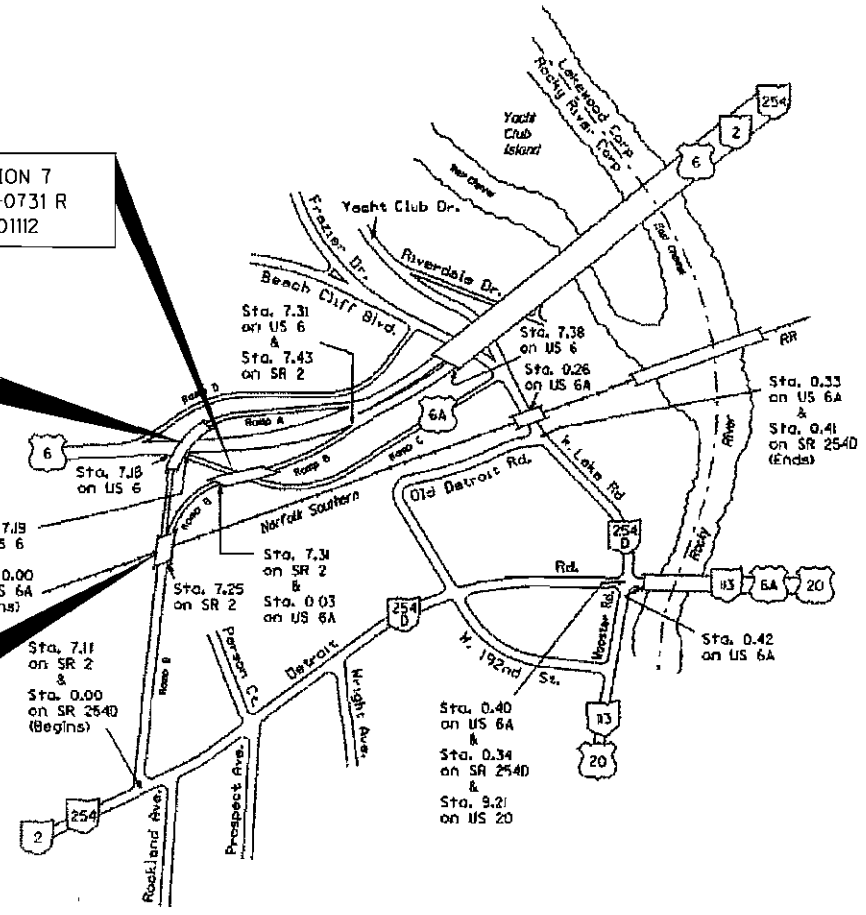 ION 7
-0731 R
01112
Lakewood Corp
Rocky River Corp
Yacht
Club
Island
West Channel
East Channel
254
2
6
Yacht Club Dr.
Frazier Dr.
Riverdale Dr.
Beach Cliff Blvd.
Sta. 7.31
on US 6
&
Sta. 7.43
on SR 2
Sta. 7.38
on US 6
Sta. 0.26
on US 6A
RR
Sta. 0.33
on US 6A
&
Sta. 0.41
on SR 254D
(Ends)
Ramp D
Ramp A
6A
6
Sta. 7.18
on US 6
Ramp B
Ramp C
Ramp B
Norfolk Southern
Old Detroit Rd.
W. Lake Rd
River
Rocky
7.19
S 6
0.00
S 6A
ns)
Sta. 7.25
on SR 2
Sta. 7.31
on SR 2
&
Sta. 0.03
on US 6A
254
D
Rd.
113
6A
20
254
D
Sta. 7.11
on SR 2
&
Sta. 0.00
on SR 254D
(Begins)
Ramp B
Parson Ct.
Detroit
Wright Ave.
W. 192nd St.
Wooster Rd.
Sta. 0.42
on US 6A
Sta. 0.40
on US 6A
&
Sta. 0.34
on SR 254D
&
Sta. 9.21
on US 20
113
20
2
254
Rockland Ave.
Prospect Ave.